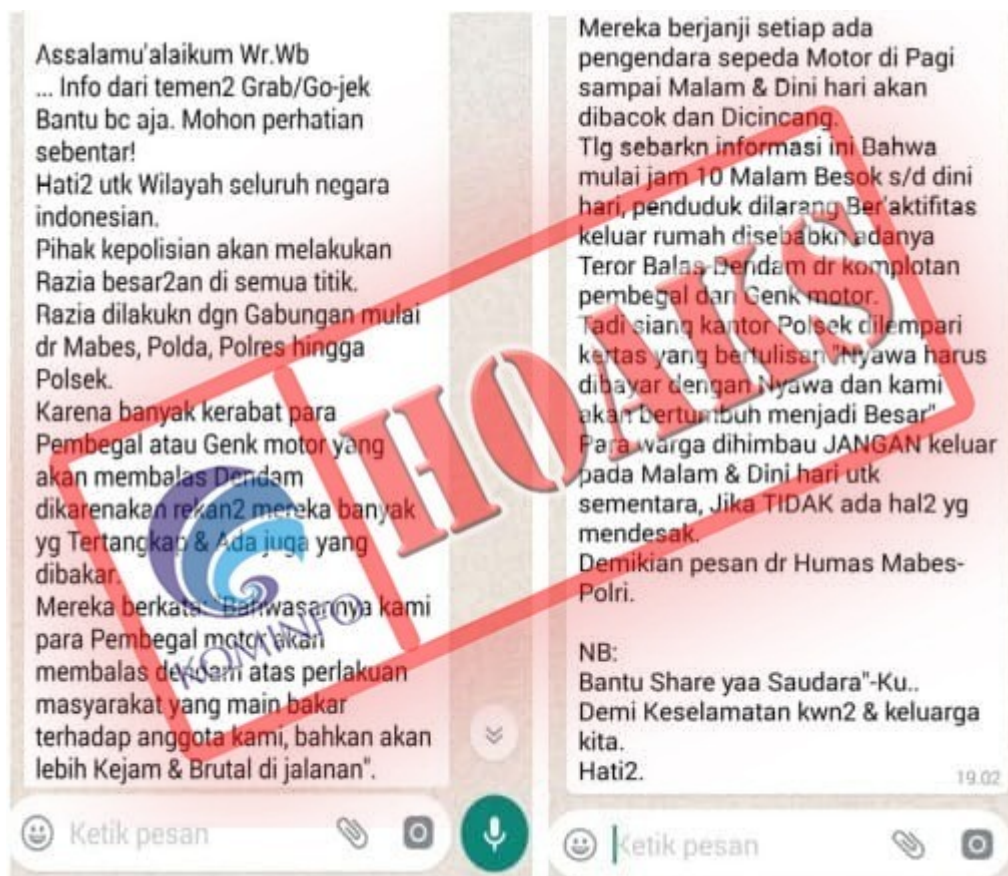 Assalamu'alaikum Wr.Wb
... Info dari temen2 Grab/Go-jek
Bantu bc aja. Mohon perhatian
sebentar!
Hati2 utk Wilayah seluruh negara
indonesian.
Pihak kepolisian akan melakukan
Razia besar2an di semua titik.
Razia dilakukn dgn Gabungan mulai
dr Mabes, Polda, Polres hingga
Polsek.
Karena banyak kerabat para
Pembegal atau Genk motor yang
akan membalas Dendam
dikarenakan rekan2 mereka banyak
yg Tertangkap & Ada juga yang
dibakar.
Mereka berkata: "Bahwasannya kami
para Pembegal motor akan
membalas dendam atas perlakuan
masyarakat yang main bakar
terhadap anggota kami, bahkan akan
lebih Kejam & Brutal di jalanan".
Ketik pesan
Mereka berjanji setiap ada
pengendara sepeda Motor di Pagi
sampai Malam & Dini hari akan
dibacok dan Dicincang.
Tlg sebarkn informasi ini Bahwa
mulai jam 10 Malam Besok s/d dini
hari, penduduk dilarang Ber'aktifitas
keluar rumah disebabkn adanya
Teror Balas Dendam dr komplotan
pembegal dan Genk motor.
Tadi siang kantor Polsek dilempari
kertas yang bertulisan "Nyawa harus
dibayar dengan Nyawa dan kami
akan bertumbuh menjadi Besar"
Para warga dihimbau JANGAN keluar
pada Malam & Dini hari utk
sementara, Jika TIDAK ada hal2 yg
mendesak.
Demikian pesan dr Humas Mabes-
Polri.
NB:
Bantu Share yaa Saudara"-Ku..
Demi Keselamatan kwn2 & keluarga
kita.
Hati2.
19.02
Ketik pesan
KOMINFO
HOAKS